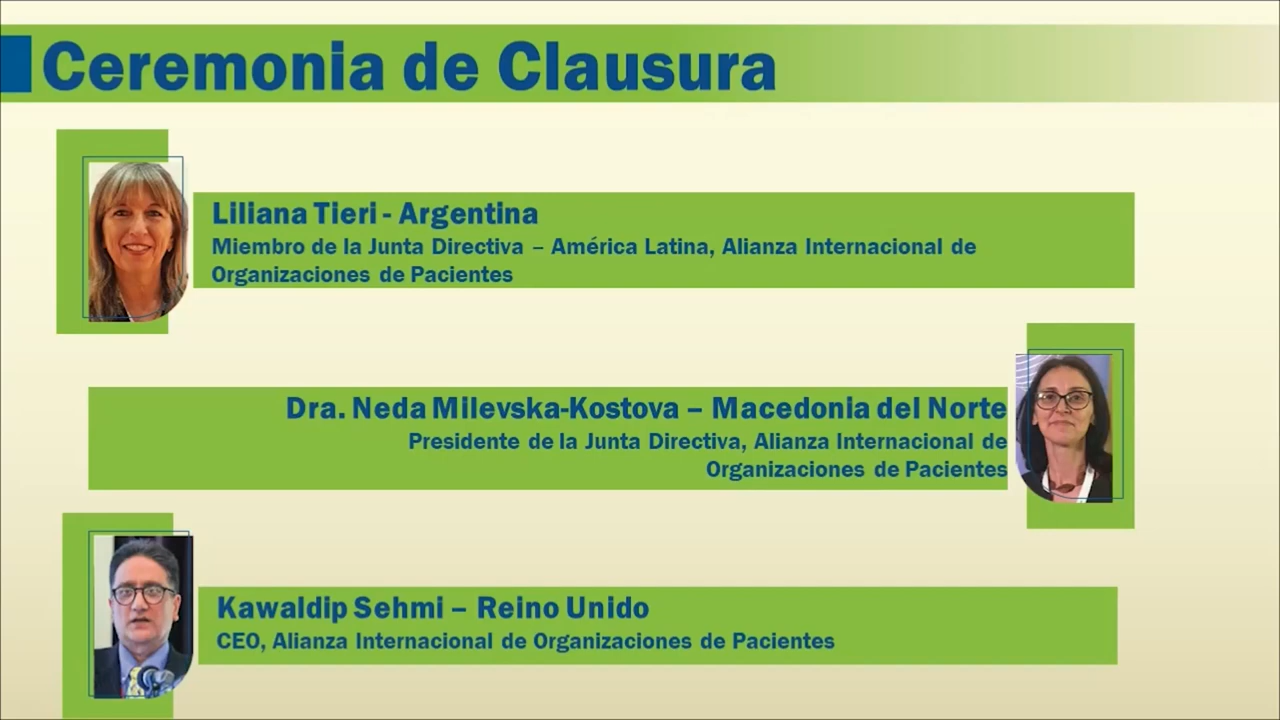 Ceremonia de Clausura
Liliana Tieri - Argentina
Miembro de la Junta Directiva – América Latina, Alianza Internacional de
Organizaciones de Pacientes
Dra. Neda Milevska-Kostova – Macedonia del Norte
Presidente de la Junta Directiva, Alianza Internacional de
Organizaciones de Pacientes
Kawaldip Sehmi – Reino Unido
CEO, Alianza Internacional de Organizaciones de Pacientes